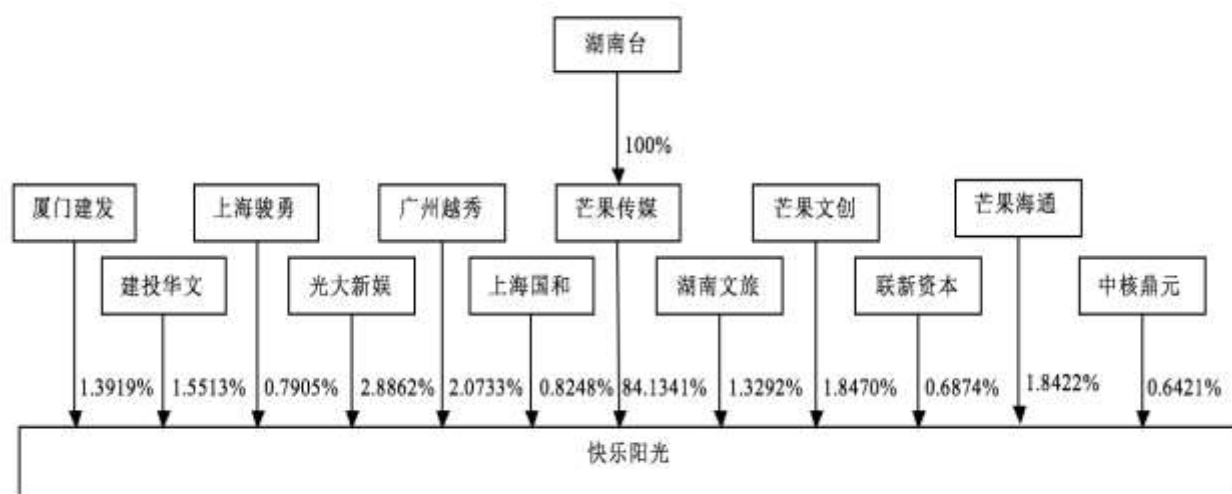 湖南台
100%
厦门建发
上海骏勇
广州越秀
芒果传媒
芒果文创
芒果海通
建投华文
光大新娱
上海国和
湖南文旅
联新资本
中核鼎元
1.3919%
1.5513%
0.7905%
2.8862%
2.0733%
0.8248%
84.1341%
1.3292%
1.8470%
0.6874%
1.8422%
0.6421%
快乐阳光